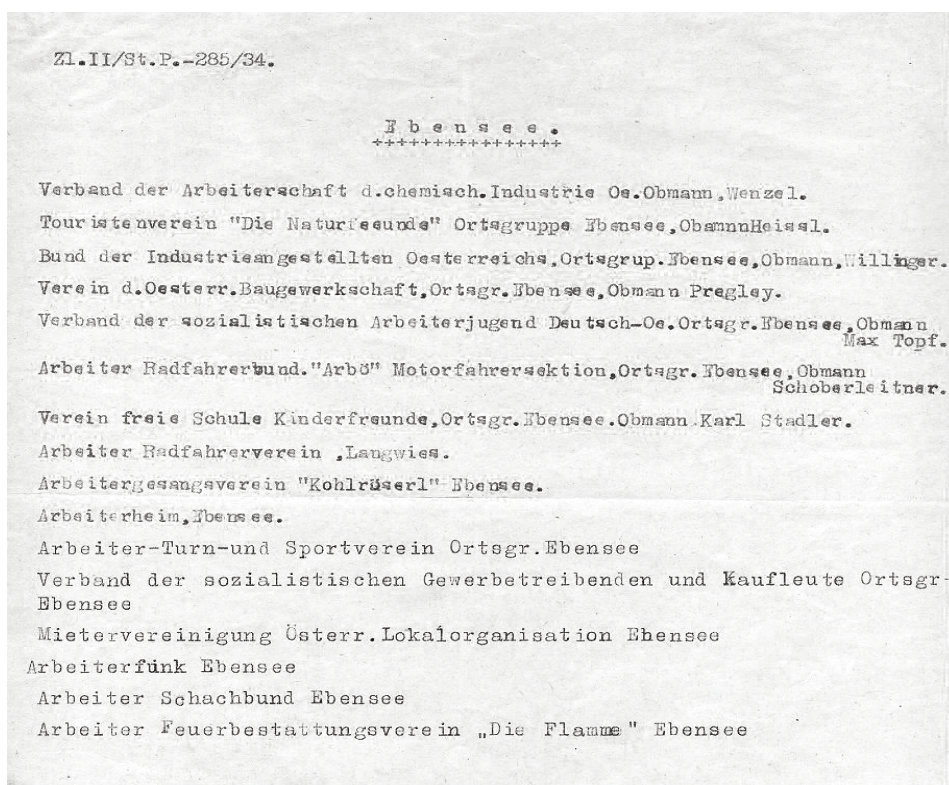 Zl.II/St.P.-285/34.
Ebensee.
++++++++++++++++
Verband der Arbeiterschaft d.chemisch.Industrie Oe.Obmann,Wenzel.
Touristenverein "Die Naturfeeunde" Ortsgruppe Ebensee,ObamnnHeissl.
Bund der Industrieangestellten Oesterreichs,Ortsgrup.Ebensee,Obmann,Willinger.
Verein d.Oesterr.Baugewerkschaft,Ortsgr.Ebensee,Obmann Pregley.
Verband der sozialistischen Arbeiterjugend Deutsch-Oe.Ortsgr.Ebensee,Obmann
Max Topf.
Arbeiter Radfahrerbund."Arbö" Motorfahrersektion,Ortsgr.Ebensee,Obmann
Schoberleitner.
Verein freie Schule Kinderfreunde,Ortsgr.Ebensee.Obmann.Karl Stadler.
Arbeiter Radfahrerverein ,Langwies.
Arbeitergesangsverein "Kohlrüserl" Ebensee.
Arbeiterheim,Ebensee.
Arbeiter-Turn-und Sportverein Ortsgr.Ebensee
Verband der sozialistischen Gewerbetreibenden und Kaufleute Ortsgr-
Ebensee
Mietervereinigung Österr.Lokalorganisation Ehensee
Arbeiterfunk Ebensee
Arbeiter Schachbund Ebensee
Arbeiter Feuerbestattungsverein „Die Flamme" Ebensee